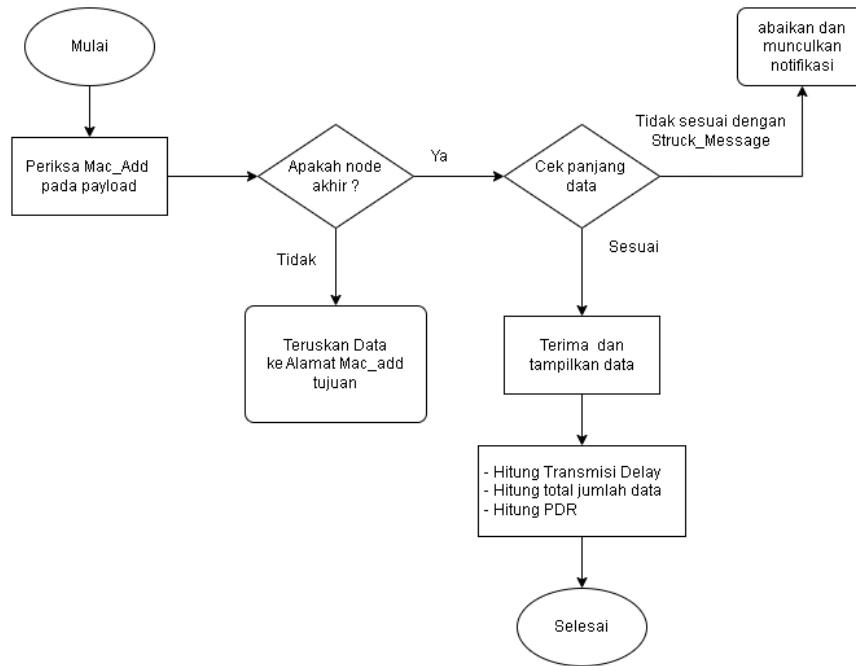 Mulai
Periksa Mac_Add
pada payload
Apakah node
akhir ?
Ya
Cek panjang
data
Tidak sesuai dengan
Struck_Message
abaikan dan
munculkan
notifikasi
Tidak
Teruskan Data
ke Alamat Mac_add
tujuan
Sesuai
Terima dan
tampilkan data
- Hitung Transmisi Delay
- Hitung total jumlah data
- Hitung PDR
Selesai